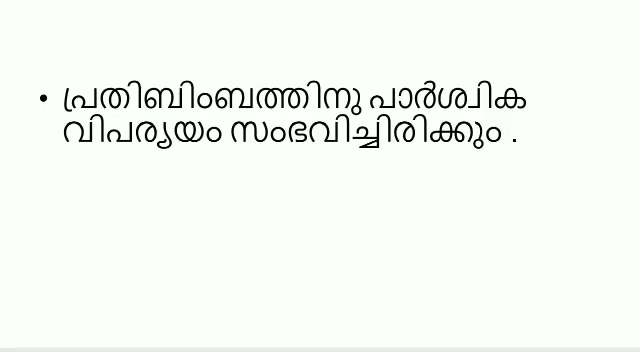 • പ്രതിബിംബത്തിനു പാർശ്വിക
വിപര്യയം സംഭവിച്ചിരിക്കും .